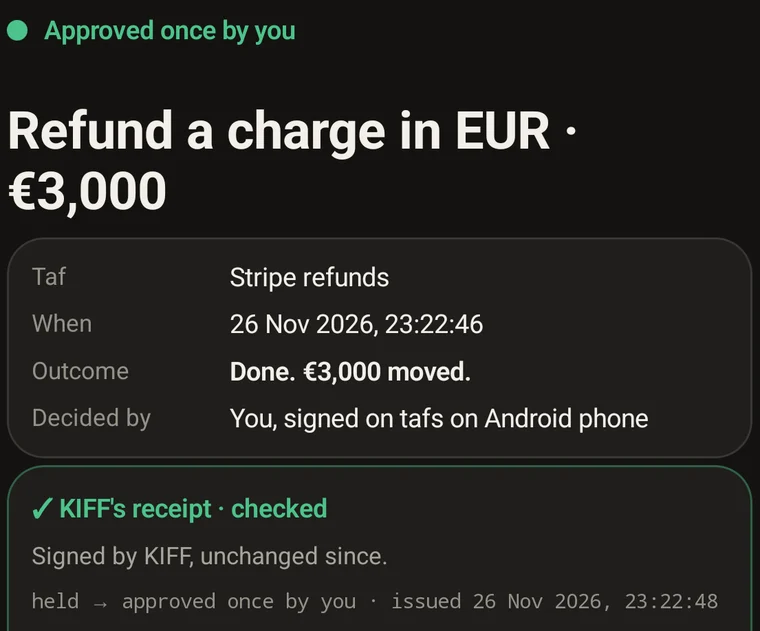 Approved once by you
Refund a charge in EUR ·
€3,000
Taf Stripe refunds
When 26 Nov 2026, 23:22:46
Outcome Done. €3,000 moved.
Decided by You, signed on tafs on Android phone
✓ KIFF's receipt · checked
Signed by KIFF, unchanged since.
held → approved once by you · issued 26 Nov 2026, 23:22:48